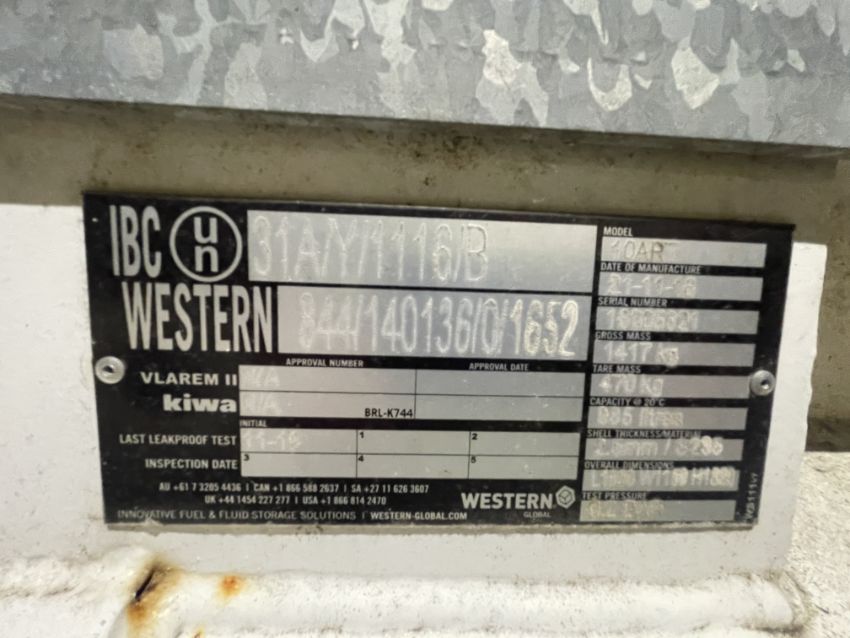 IBC un 31A/Y/1116/B
WESTERN 844/140136/0/1652
MODEL
DATE OF MANUFACTURE
SERIAL NUMBER
GROSS MASS
1417 Kg
TARE MASS
470 Kg
CAPACITY @ 20°C
SHELL THICKNESS/MATERIAL
OVERALL DIMENSIONS
TEST PRESSURE
APPROVAL NUMBER APPROVAL DATE
VLAREM II N/A
kiwa N/A BRL-K744
INITIAL 1 2
LAST LEAKPROOF TEST
INSPECTION DATE 3 4 5
AU +61 7 3205 4436 | CAN +1 866 588 2637 | SA +27 11 626 3607
UK +44 1454 227 277 | USA +1 866 814 2470
INNOVATIVE FUEL & FLUID STORAGE SOLUTIONS | WESTERN-GLOBAL.COM
WESTERN
GLOBAL